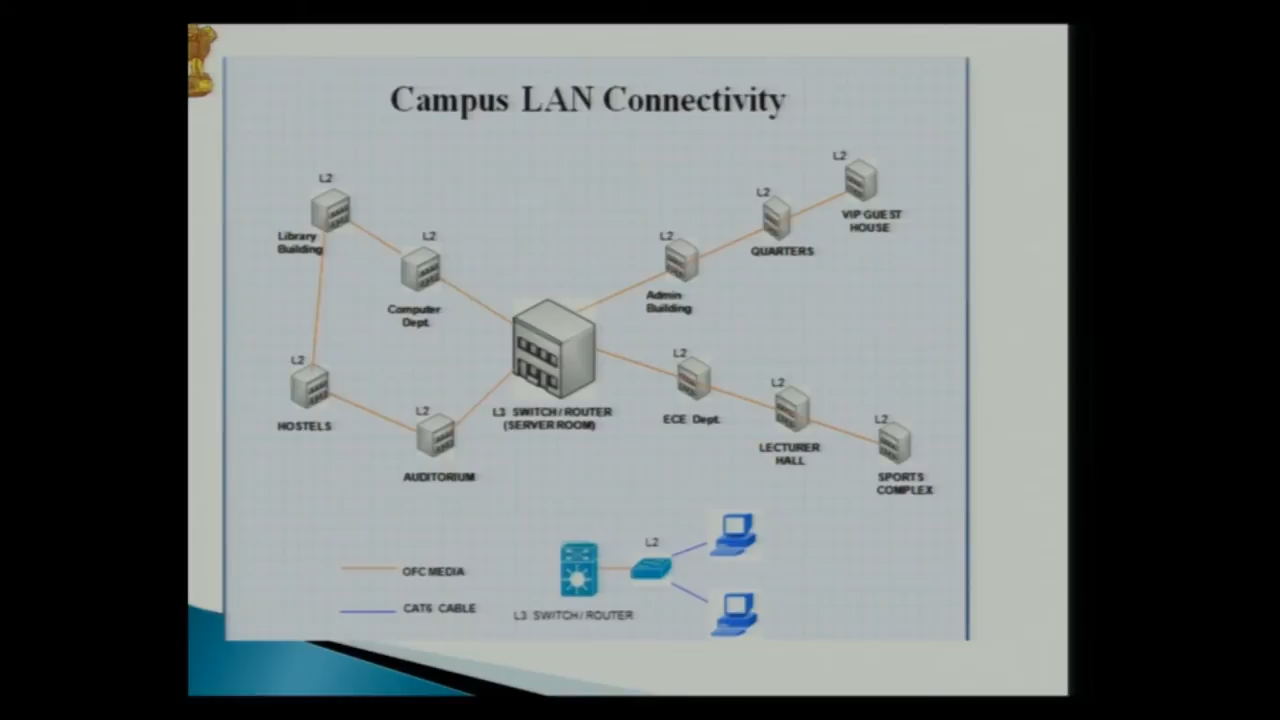 Campus LAN Connectivity
L2
L2
L2
L2
L2
VIP GUEST
HOUSE
Library
Building
QUARTERS
Computer
Dept.
Admin
Building
L2
L2
L2
L2
L2
HOSTELS
L3 SWITCH / ROUTER
(SERVER ROOM)
ECE Dept.
AUDITORIUM
LECTURER
HALL
SPORTS
COMPLEX
OFC MEDIA
CAT6 CABLE
L2
L3 SWITCH / ROUTER